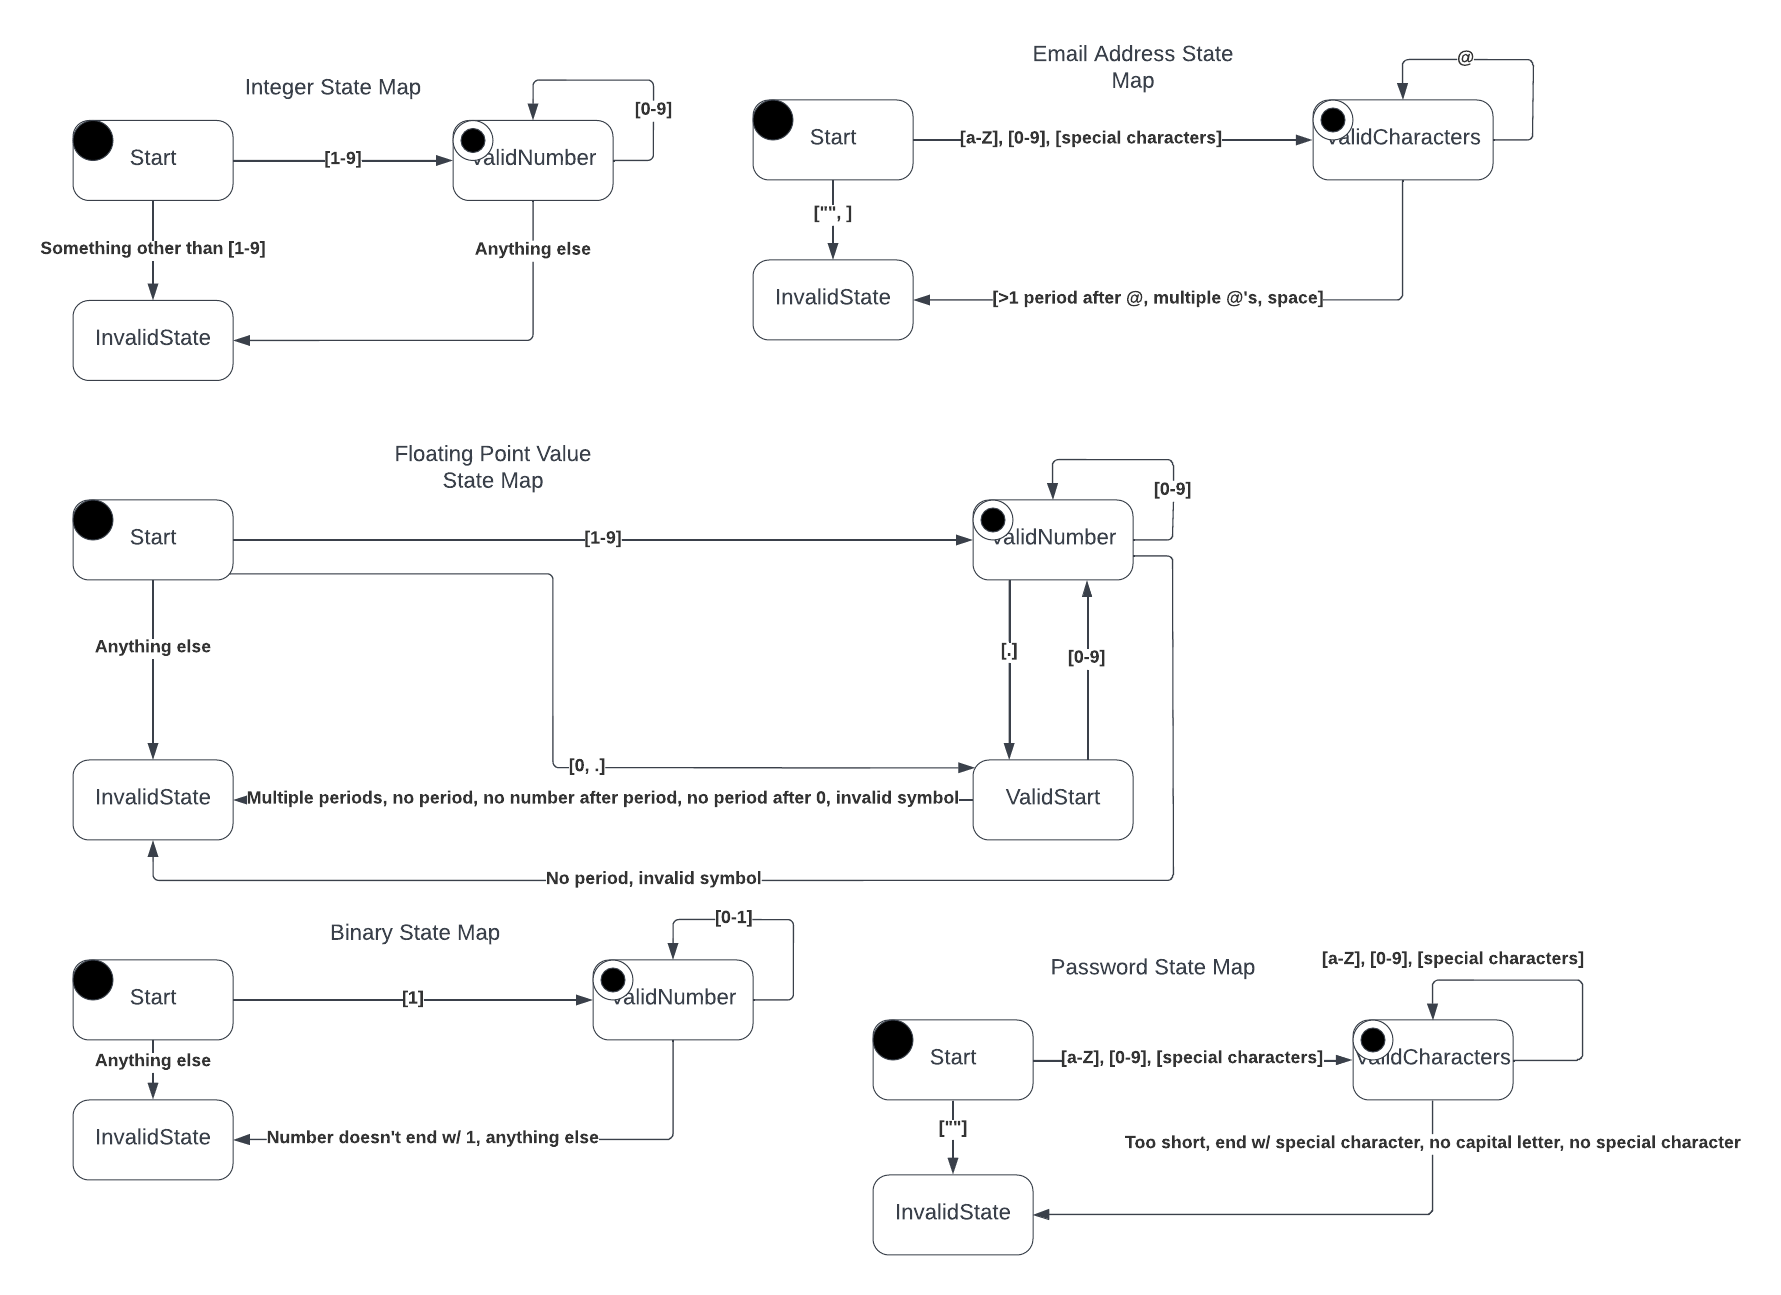 Integer State Map
[0-9]
Start
[1-9]
ValidNumber
Something other than [1-9]
Anything else
InvalidState
Email Address State
Map
@
Start
[a-Z], [0-9], [special characters]
ValidCharacters
["", ]
InvalidState
[>1 period after @, multiple @'s, space]
Floating Point Value
State Map
[0-9]
Start
[1-9]
ValidNumber
Anything else
[.]
[0-9]
[0, .]
InvalidState
Multiple periods, no period, no number after period, no period after 0, invalid symbol
ValidStart
No period, invalid symbol
Binary State Map
[0-1]
Start
[1]
ValidNumber
Anything else
InvalidState
Number doesn't end w/ 1, anything else
Password State Map
[a-Z], [0-9], [special characters]
Start
[a-Z], [0-9], [special characters]
ValidCharacters
[""]
Too short, end w/ special character, no capital letter, no special character
InvalidState